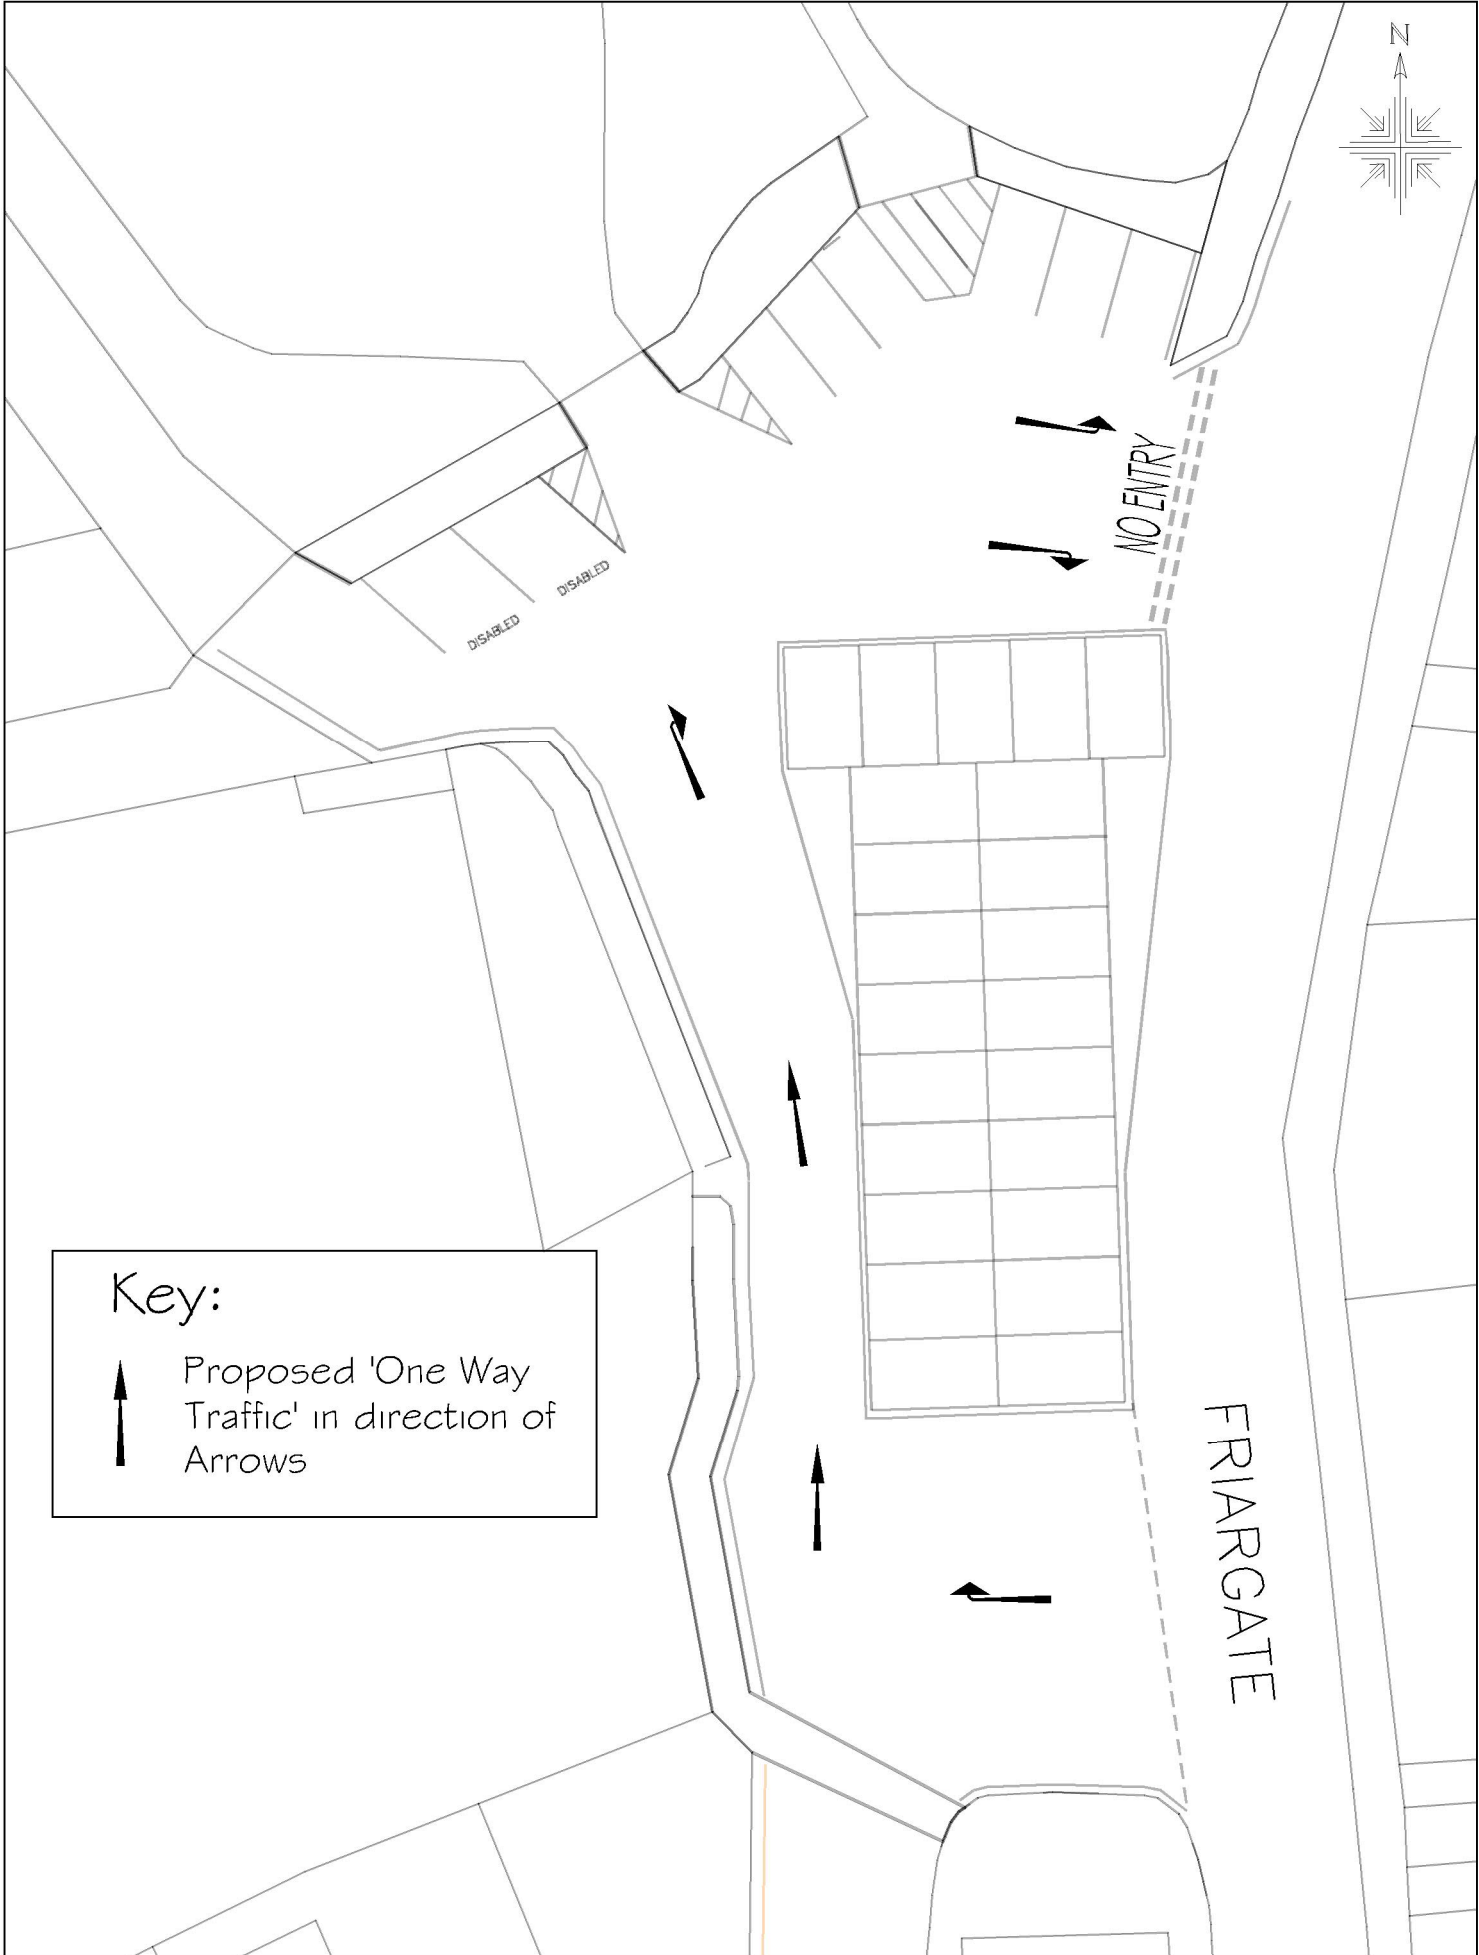 N
NO ENTRY
DISABLED
DISABLED
Key:
Proposed 'One Way
Traffic' in direction of
Arrows
FRIARGATE